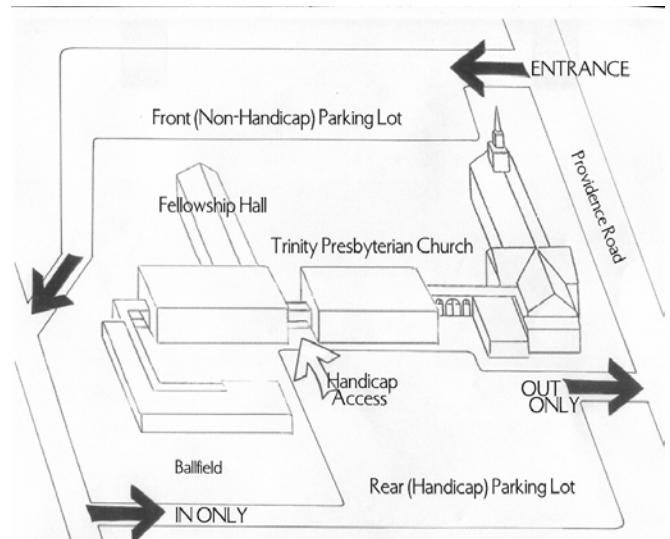 ENTRANCE
Front (Non-Handicap) Parking Lot
Providence Road
Fellowship Hall
Trinity Presbyterian Church
Handicap
Access
OUT
ONLY
Ballfield
Rear (Handicap) Parking Lot
IN ONLY